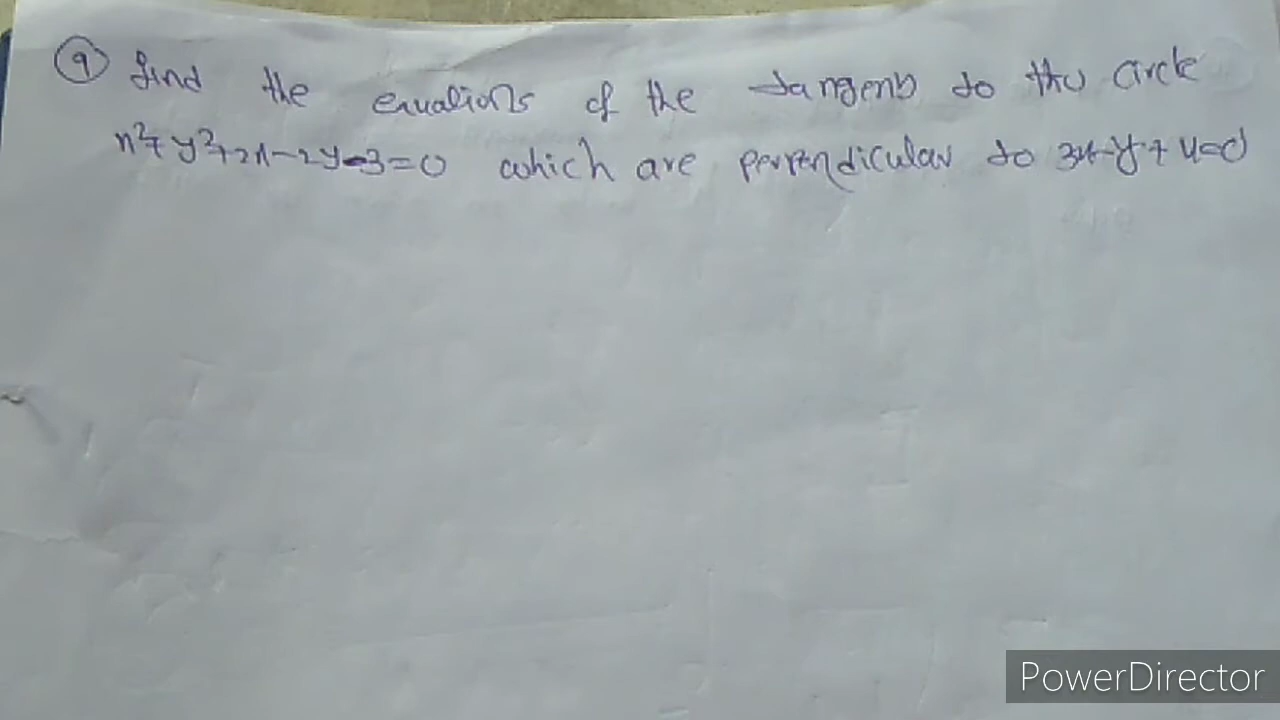 9 find the equations of the tangents to the circle
x²+y²+2x-2y-3=0 which are perpendicular to 3x-y+4=0
PowerDirector